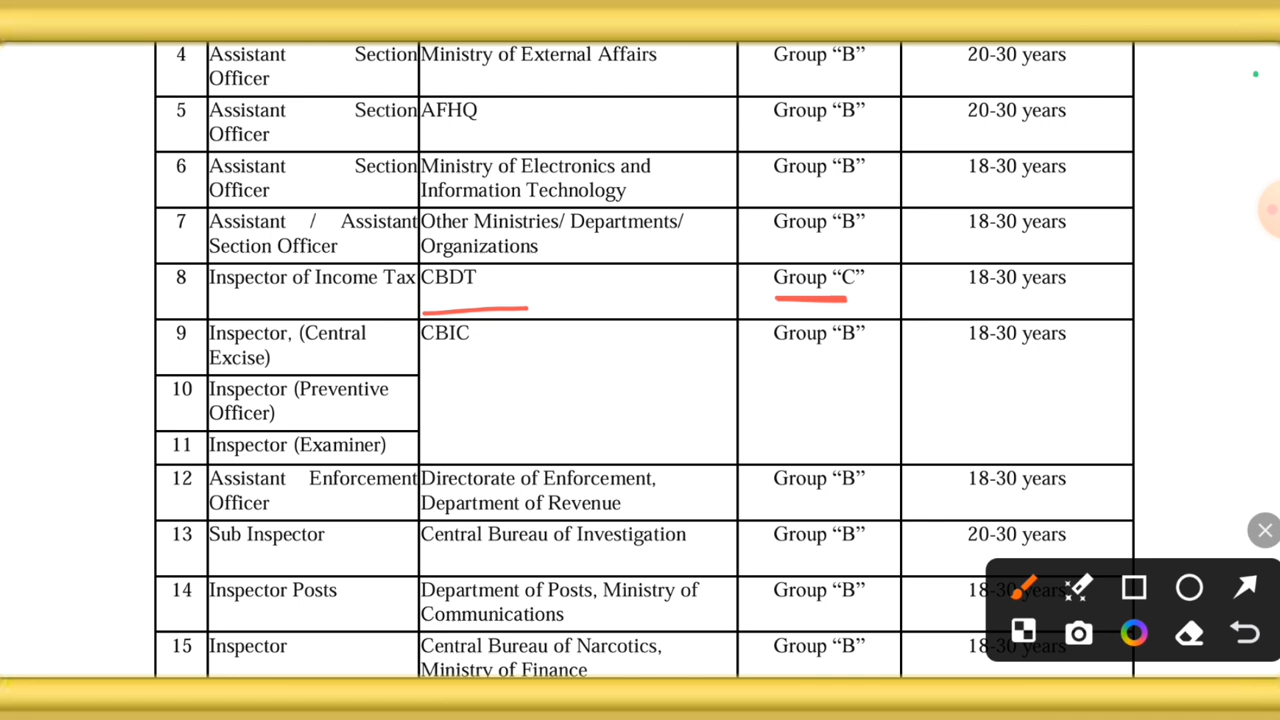 4 Assistant Section Ministry of External Affairs Group “B” 20-30 years
Officer
5 Assistant Section AFHQ Group “B” 20-30 years
Officer
6 Assistant Section Ministry of Electronics and Group “B” 18-30 years
Officer Information Technology
7 Assistant / Assistant Other Ministries/ Departments/ Group “B” 18-30 years
Section Officer Organizations
8 Inspector of Income Tax CBDT Group “C” 18-30 years
9 Inspector, (Central CBIC Group “B” 18-30 years
Excise)
10 Inspector (Preventive
Officer)
11 Inspector (Examiner)
12 Assistant Enforcement Directorate of Enforcement, Group “B” 18-30 years
Officer Department of Revenue
13 Sub Inspector Central Bureau of Investigation Group “B” 20-30 years
14 Inspector Posts Department of Posts, Ministry of Group “B” 18-30 years
Communications
15 Inspector Central Bureau of Narcotics, Group “B” 18-30 years
Ministry of Finance